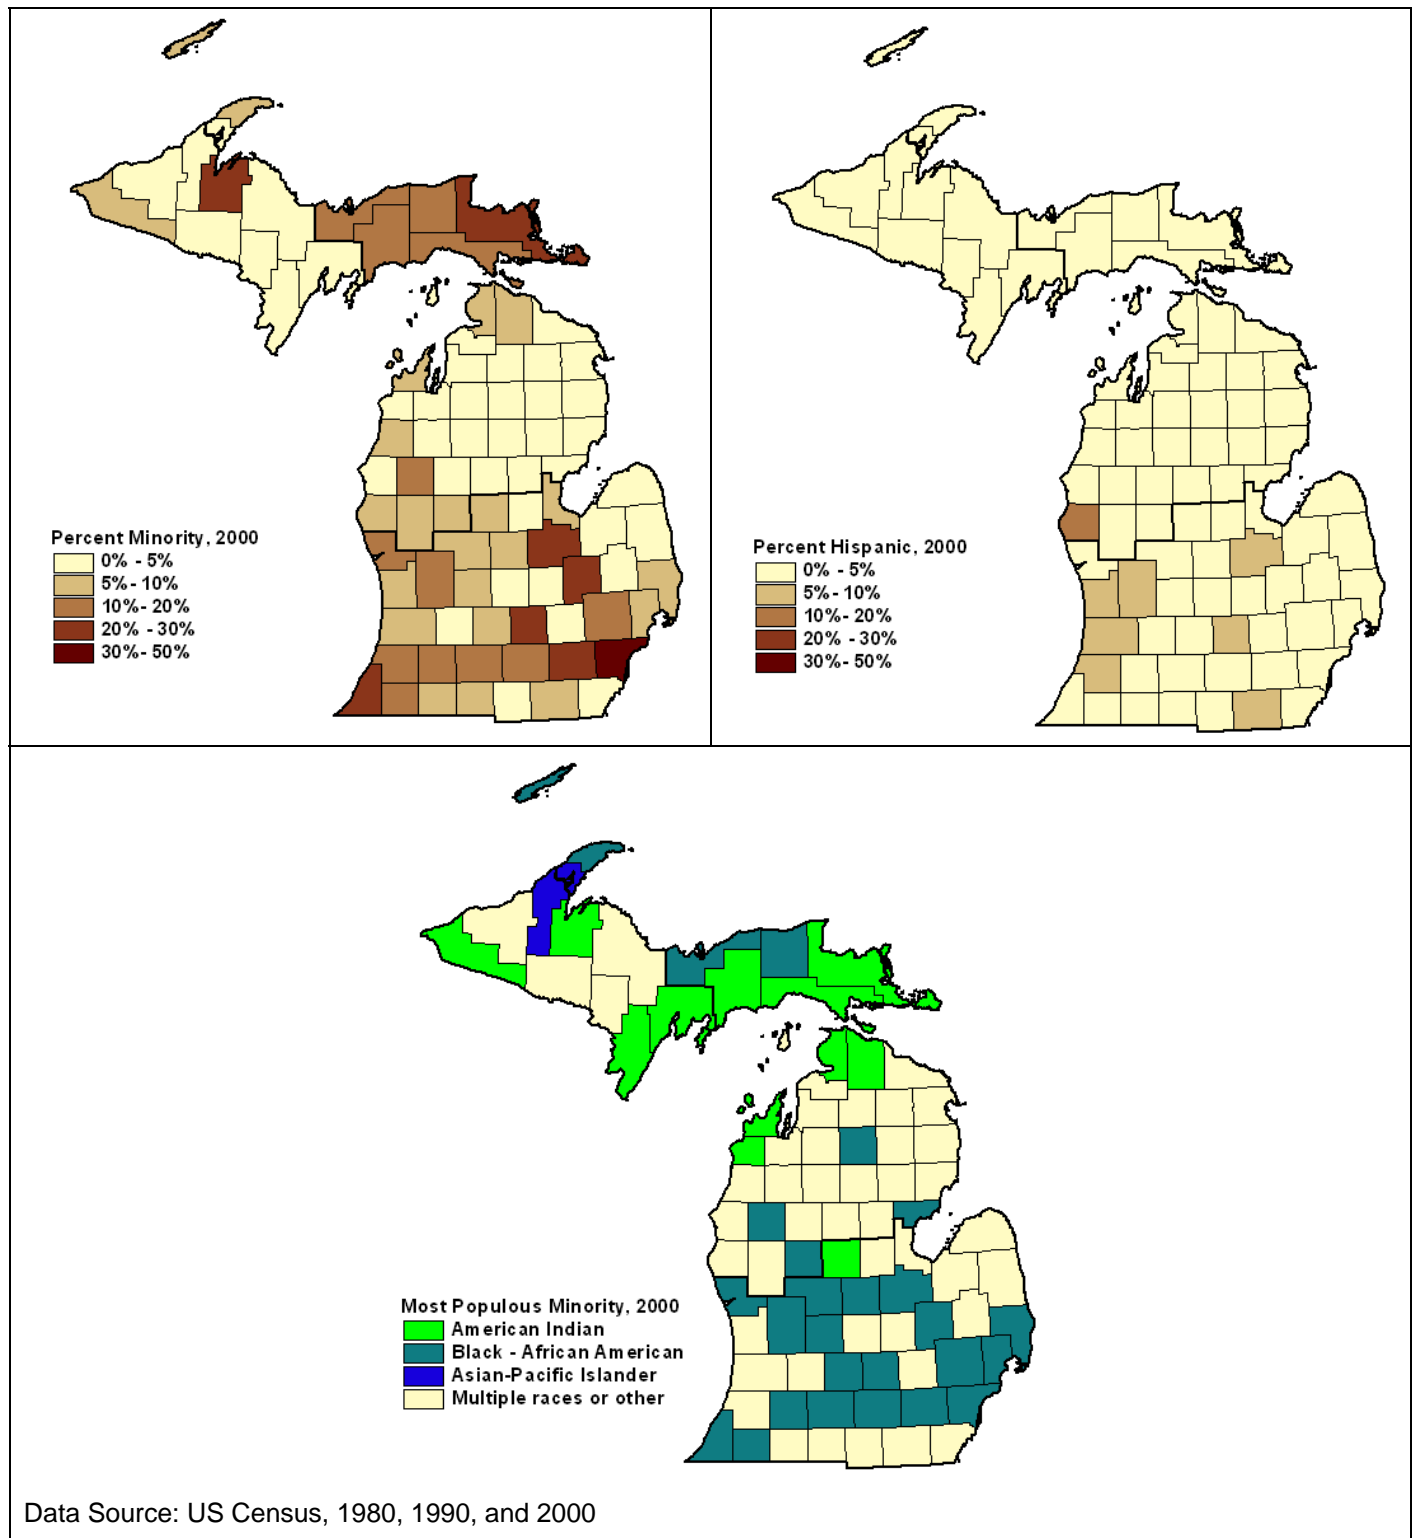 Percent Minority, 2000
0% - 5%
5% - 10%
10% - 20%
20% - 30%
30% - 50%
Percent Hispanic, 2000
0% - 5%
5% - 10%
10% - 20%
20% - 30%
30% - 50%
Most Populous Minority, 2000
American Indian
Black - African American
Asian-Pacific Islander
Multiple races or other
Data Source: US Census, 1980, 1990, and 2000